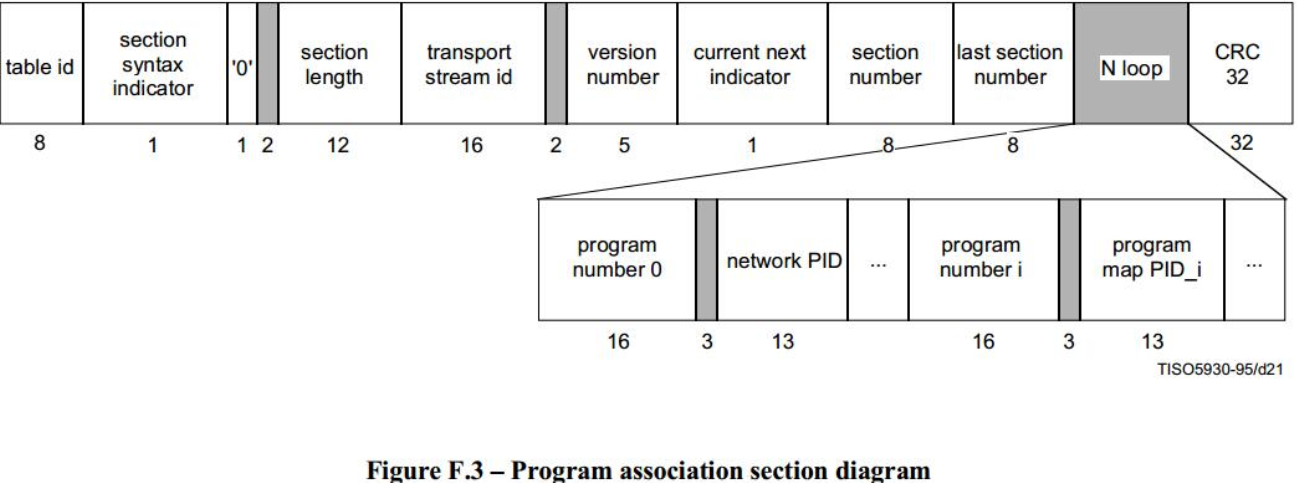 table id
section
syntax
indicator
'0'
section
length
transport
stream id
version
number
current next
indicator
section
number
last section
number
N loop
CRC
32
8
1
1
2
12
16
2
5
1
8
8
32
program
number 0
network PID
...
program
number i
program
map PID_i
...
16
3
13
16
3
13
TISO5930-95/d21
Figure F.3 – Program association section diagram